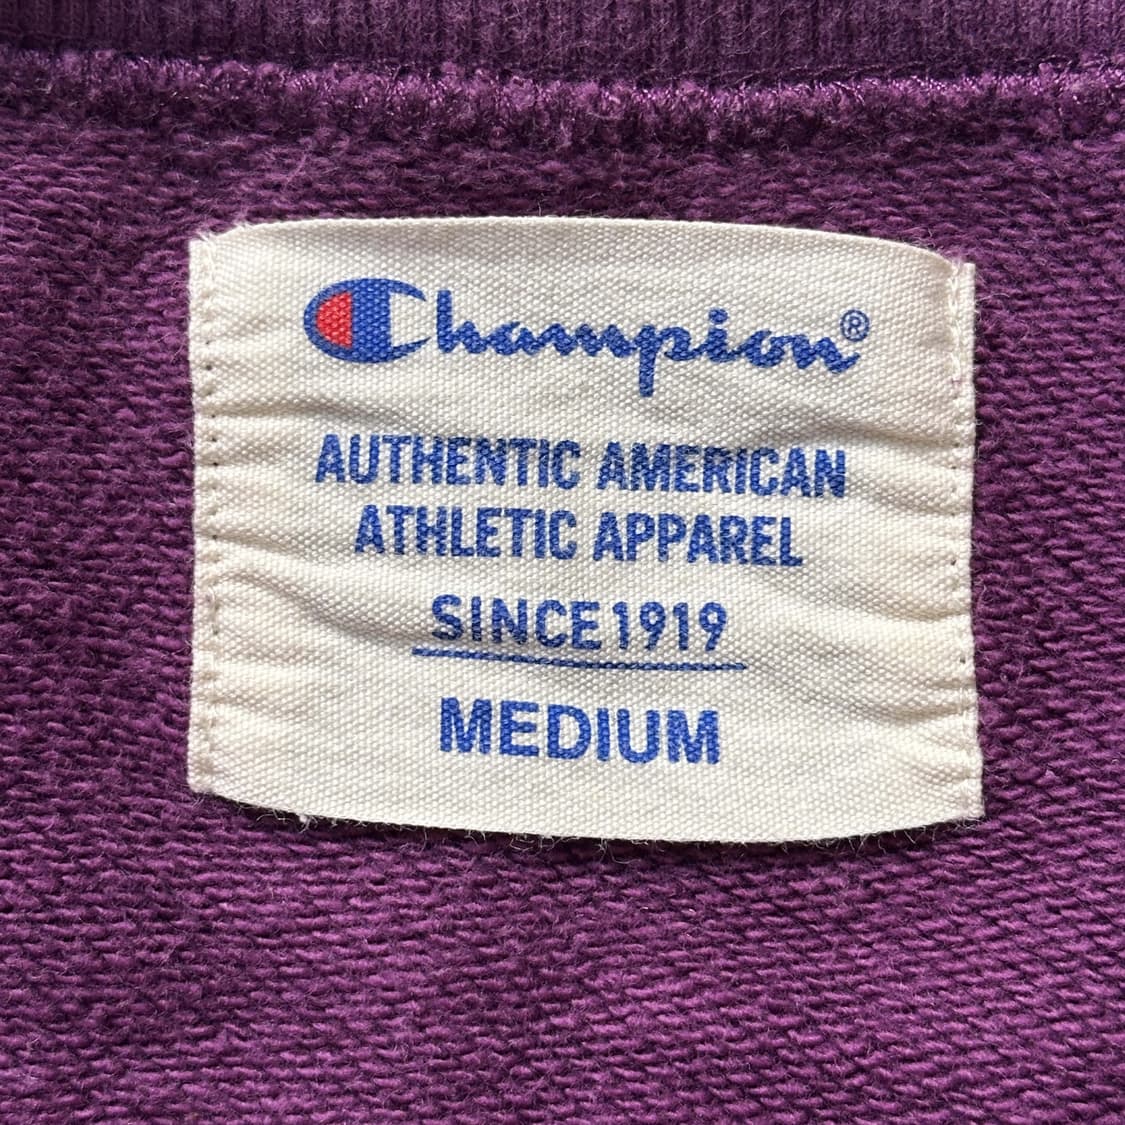 Champion®
AUTHENTIC AMERICAN
ATHLETIC APPAREL
SINCE 1919
MEDIUM